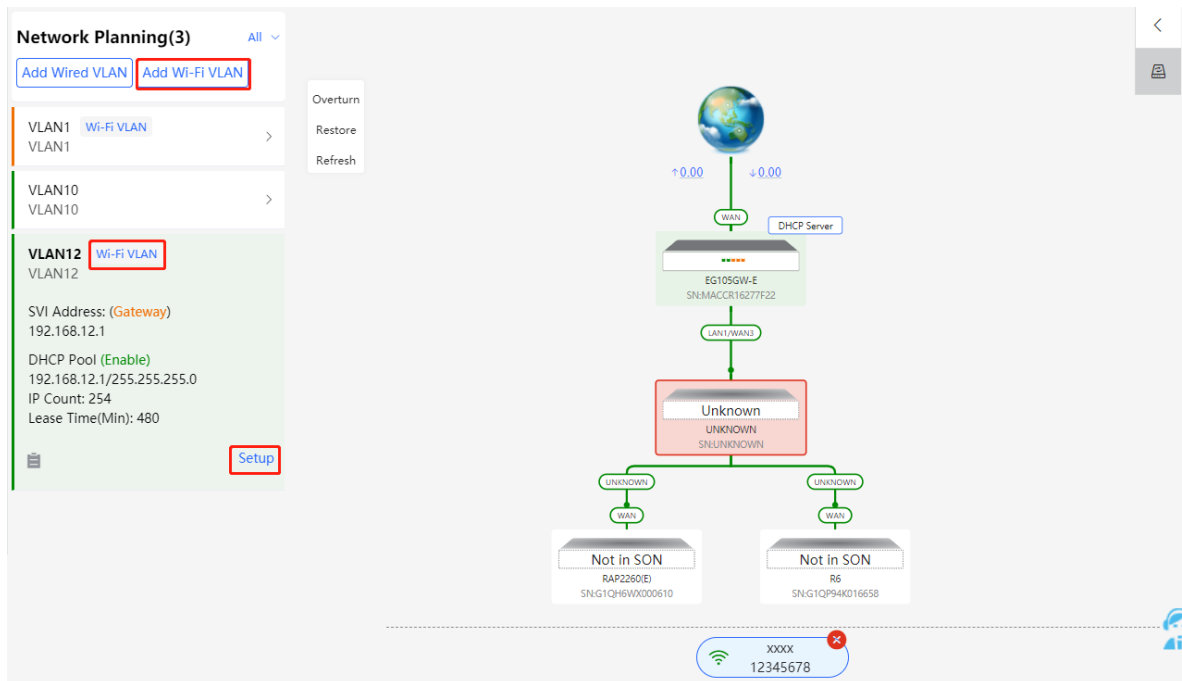 Network Planning(3) All
Add Wired VLAN Add Wi-Fi VLAN
VLAN1 Wi-Fi VLAN
VLAN1
VLAN10
VLAN10
VLAN12 Wi-Fi VLAN
VLAN12
SVI Address: (Gateway)
192.168.12.1
DHCP Pool (Enable)
192.168.12.1/255.255.255.0
IP Count: 254
Lease Time(Min): 480
Setup
Overturn
Restore
Refresh
↑0.00 ↓0.00
WAN
DHCP Server
EG105GW-E
SN:MACCR16277F22
LAN1/WAN3
Unknown
UNKNOWN
SN:UNKNOWN
UNKNOWN UNKNOWN
WAN WAN
Not in SON
RAP2260(E)
SN:G1QH6WX000610
Not in SON
R6
SN:G1QP94K016658
XXXX
12345678